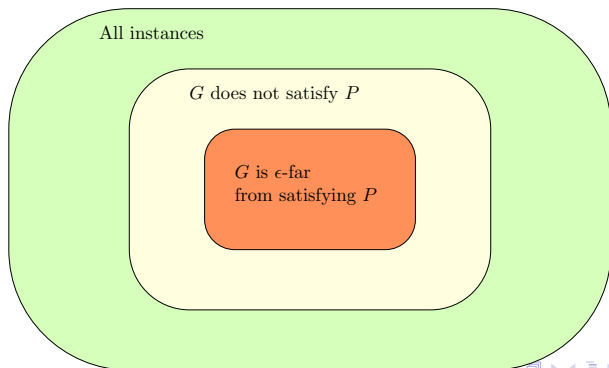 All instances
G does not satisfy P
G is ϵ-far
from satisfying P